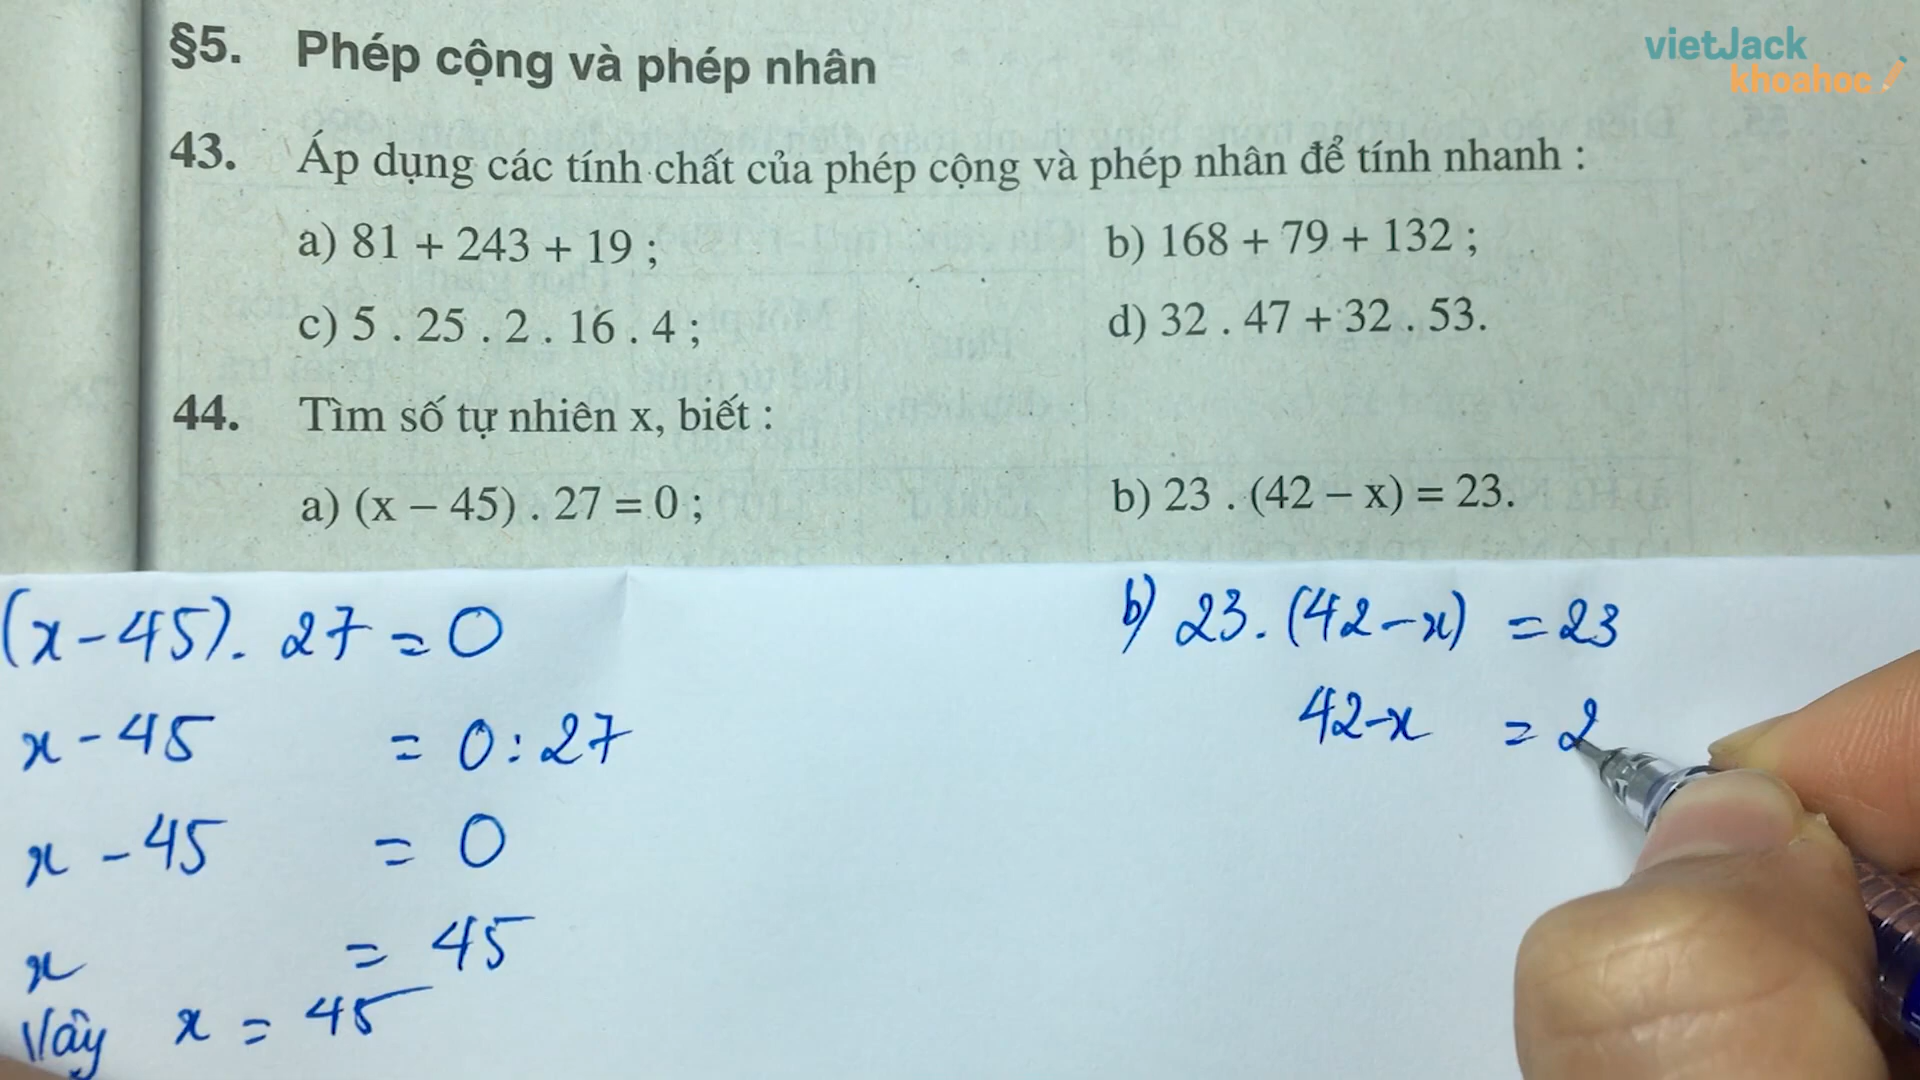 vietJack
khoahoc
§5. Phép cộng và phép nhân
43. Áp dụng các tính chất của phép cộng và phép nhân để tính nhanh :
a) 81 + 243 + 19 ; b) 168 + 79 + 132 ;
c) 5 . 25 . 2 . 16 . 4 ; d) 32 . 47 + 32 . 53.
44. Tìm số tự nhiên x, biết :
a) (x – 45) . 27 = 0 ; b) 23 . (42 – x) = 23.
(x - 45). 27 = 0
x - 45 = 0 : 27
x - 45 = 0
x = 45
Vậy x = 45
b) 23. (42 - x) = 23
42 - x = 2